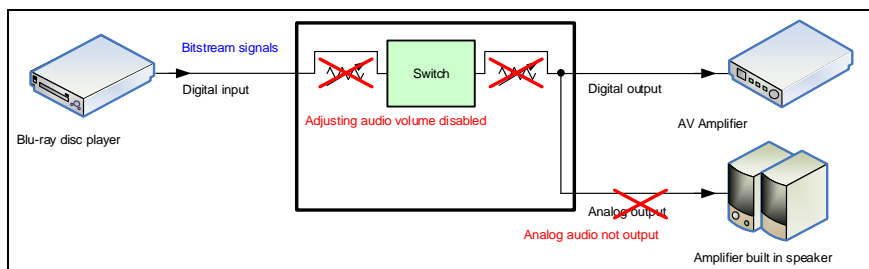 Bitstream signals
Digital input
Blu-ray disc player
Switch
Adjusting audio volume disabled
Digital output
AV Amplifier
Analog output
Analog audio not output
Amplifier built in speaker